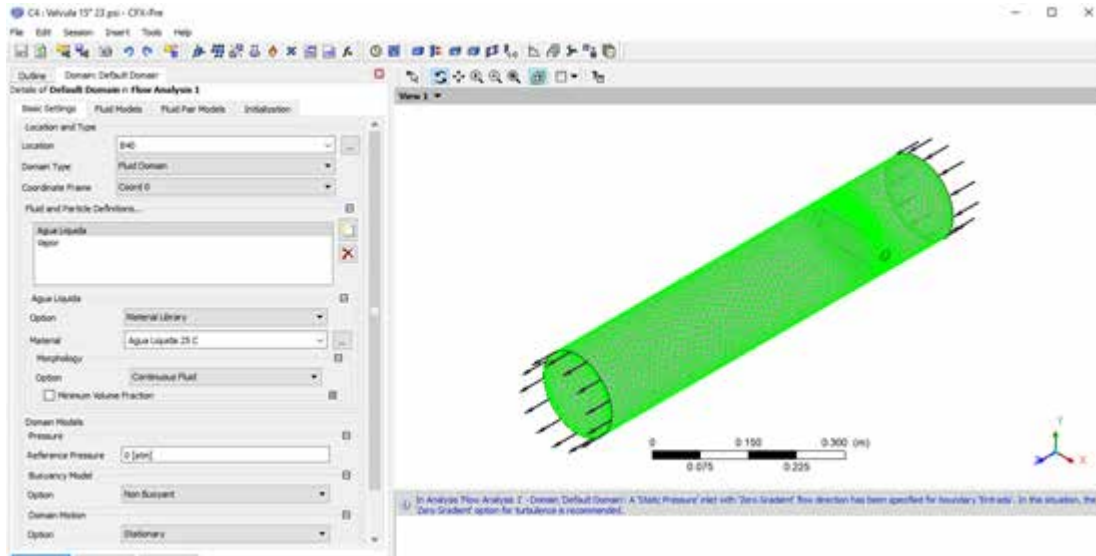 C4 : Valvula 15° 23 psi - CFX-Pre
File Edit Session Insert Tools Help
Outline Domain: Default Domain
Details of Default Domain in Flow Analysis 1
Basic Settings Fluid Models Fluid Pair Models Initialization
View 1
Location and Type
Location B40
Domain Type Fluid Domain
Coordinate Frame Coord 0
Fluid and Particle Definitions...
Agua Liquida
Vapor
Agua Liquida
Option Material Library
Material Agua Liquida 25 C
Morphology
Option Continuous Fluid
Minimum Volume Fraction
Domain Models
Pressure
Reference Pressure 0 [atm]
Buoyancy Model
Option Non Buoyant
Domain Motion
Option Stationary
0 0.150 0.300 (m)
0.075 0.225
Y
X
In Analysis 'Flow Analysis 1' - Domain 'Default Domain': A 'Static Pressure' inlet with 'Zero Gradient' flow direction has been specified for boundary 'Entrada'. In this situation, the
'Zero Gradient' option for turbulence is recommended.